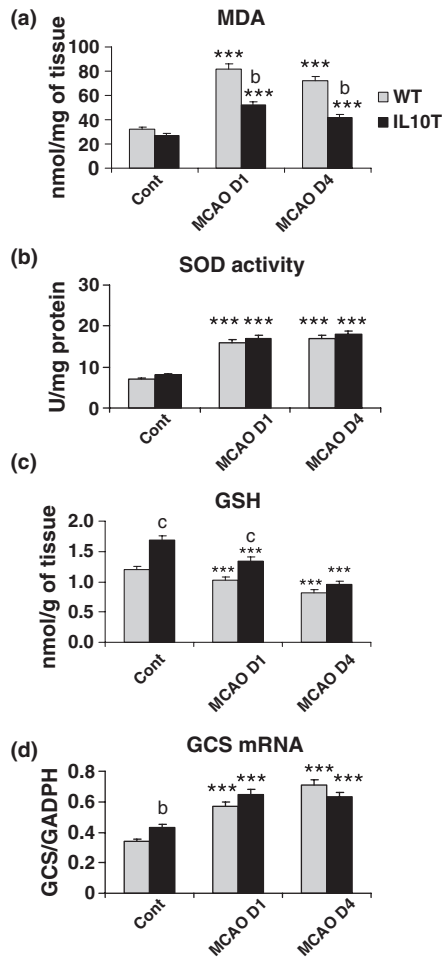 (a)
MDA
nmol/mg of tissue
100
80
60
40
20
0
***
b
***
***
b
***
WT
IL10T
Cont
MCAO D1
MCAO D4
(b)
SOD activity
U/mg protein
30
20
10
0
*** ***
*** ***
Cont
MCAO D1
MCAO D4
(c)
GSH
nmol/g of tissue
2.0
1.5
1.0
0.5
0.0
c
c
***
***
***
***
Cont
MCAO D1
MCAO D4
(d)
GCS mRNA
GCS/GADPH
0.8
0.6
0.4
0.2
0
b
***
***
***
***
Cont
MCAO D1
MCAO D4